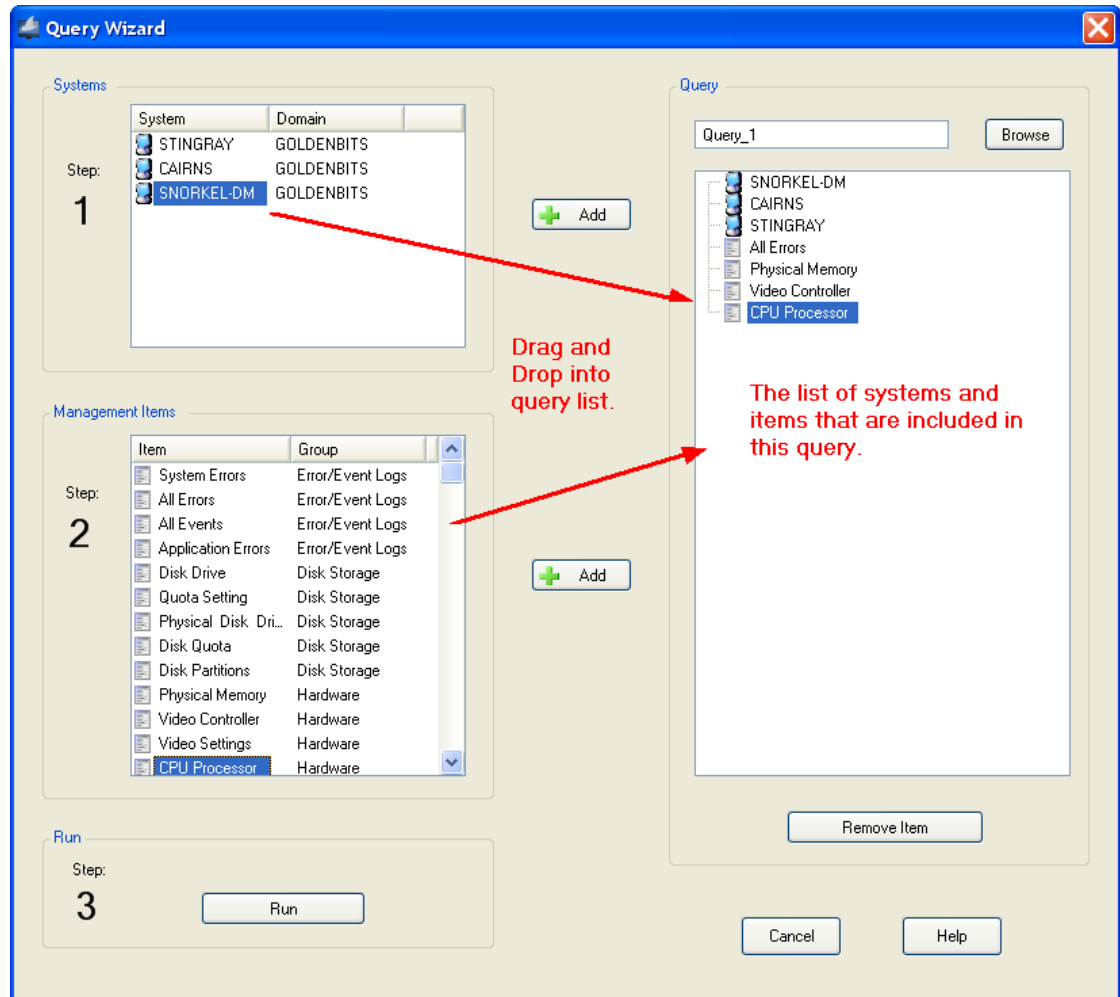 Query Wizard
Systems
System Domain
STINGRAY GOLDENBITS
CAIRNS GOLDENBITS
SNORKEL-DM GOLDENBITS
Step:
1
Add
Management Items
Item Group
System Errors Error/Event Logs
All Errors Error/Event Logs
All Events Error/Event Logs
Application Errors Error/Event Logs
Disk Drive Disk Storage
Quota Setting Disk Storage
Physical Disk Dri... Disk Storage
Disk Quota Disk Storage
Disk Partitions Disk Storage
Physical Memory Hardware
Video Controller Hardware
Video Settings Hardware
CPU Processor Hardware
Step:
2
Add
Drag and
Drop into
query list.
Run
Step:
3
Run
Query
Query_1 Browse
SNORKEL-DM
CAIRNS
STINGRAY
All Errors
Physical Memory
Video Controller
CPU Processor
The list of systems and
items that are included in
this query.
Remove Item
Cancel Help